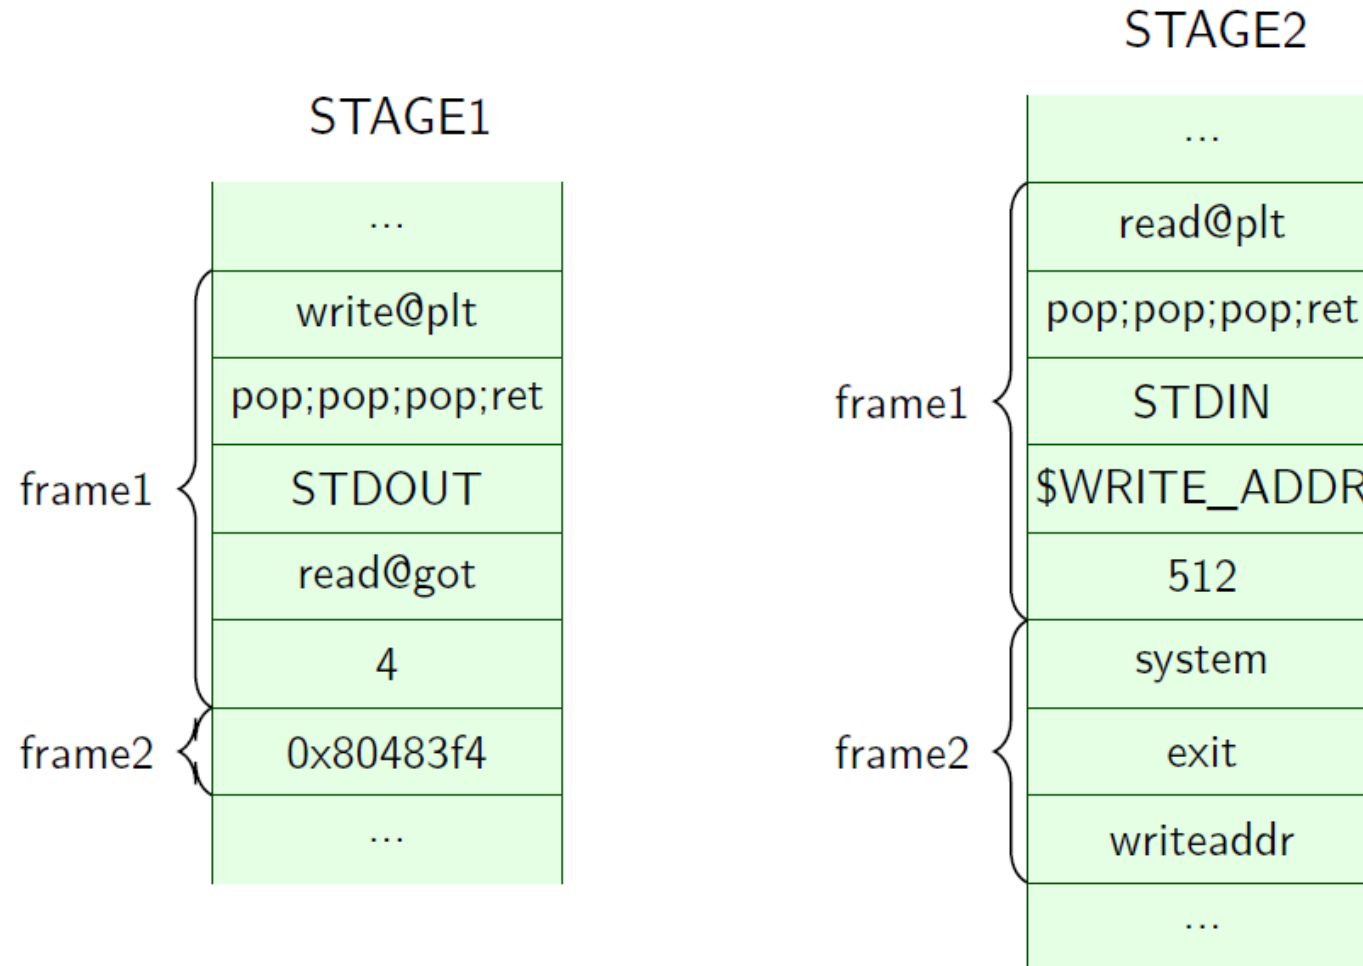 STAGE1
...
frame1
write@plt
pop;pop;pop;ret
STDOUT
read@got
4
frame2
0x80483f4
...
STAGE2
...
frame1
read@plt
pop;pop;pop;ret
STDIN
$WRITE_ADDR
512
frame2
system
exit
writeaddr
...